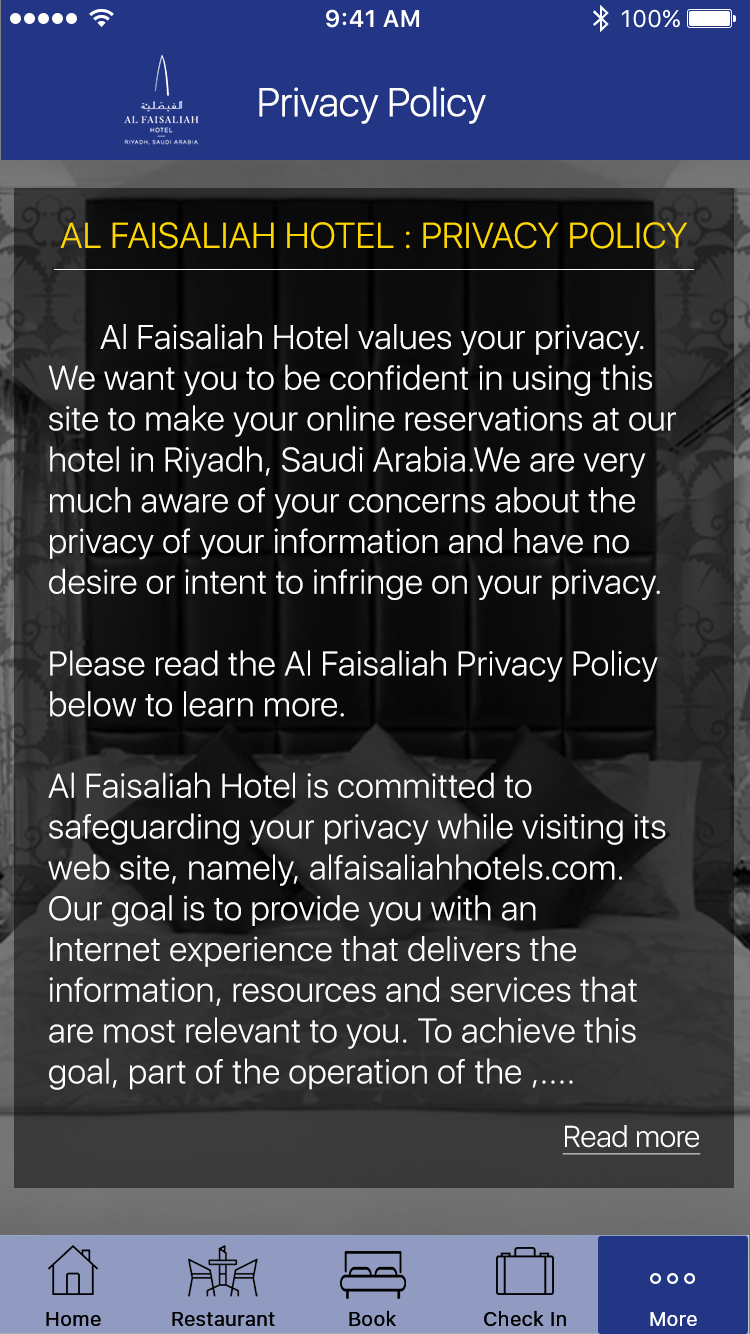 9:41 AM
100%
الفيصلية
AL FAISALIAH
HOTEL
RIYADH, SAUDI ARABIA
Privacy Policy
AL FAISALIAH HOTEL : PRIVACY POLICY
Al Faisaliah Hotel values your privacy.
We want you to be confident in using this
site to make your online reservations at our
hotel in Riyadh, Saudi Arabia.We are very
much aware of your concerns about the
privacy of your information and have no
desire or intent to infringe on your privacy.
Please read the Al Faisaliah Privacy Policy
below to learn more.
Al Faisaliah Hotel is committed to
safeguarding your privacy while visiting its
web site, namely, alfaisaliahhotels.com.
Our goal is to provide you with an
Internet experience that delivers the
information, resources and services that
are most relevant to you. To achieve this
goal, part of the operation of the ,....
Read more
Home
Restaurant
Book
Check In
More